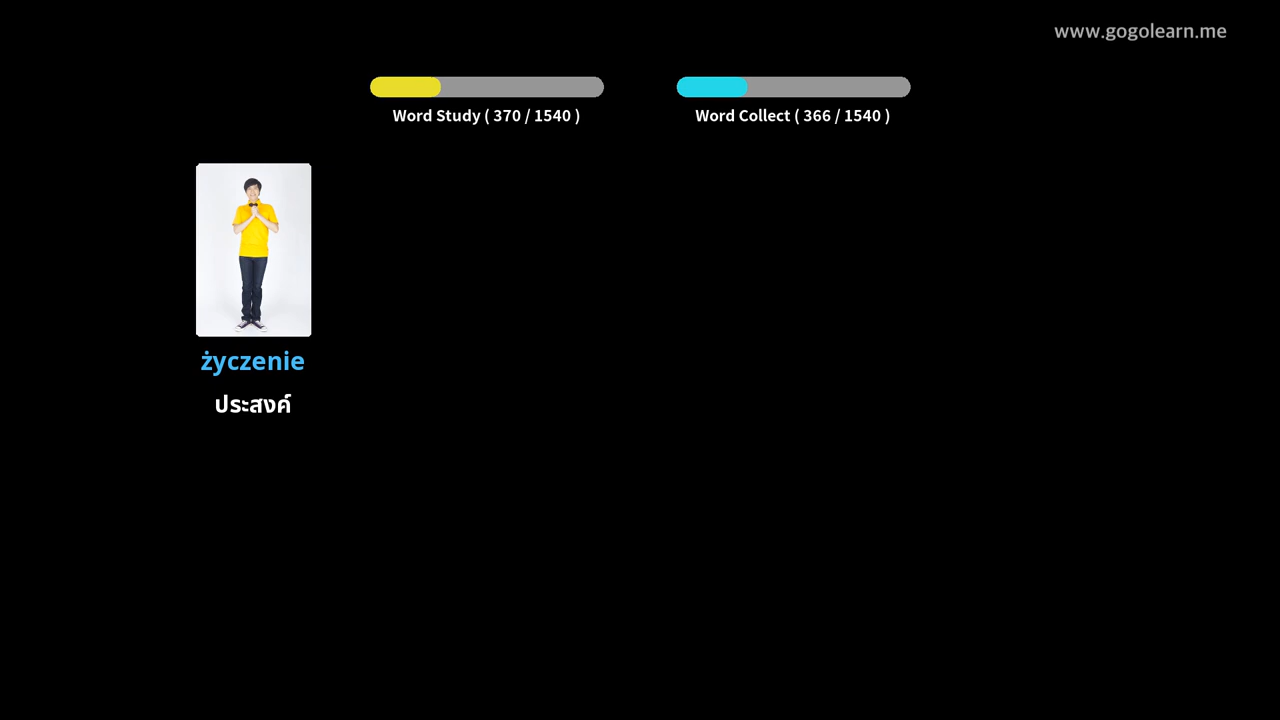 www.gogolearn.me
Word Study ( 370 / 1540 )
Word Collect ( 366 / 1540 )
życzenie
ประสงค์